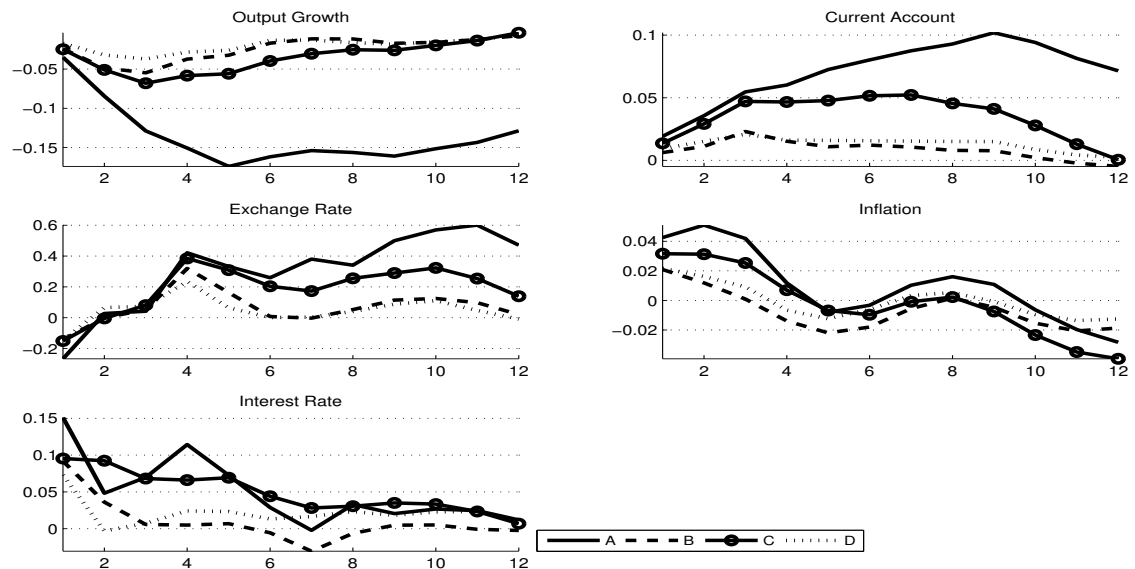 Output Growth
−0.05
−0.1
−0.15
2 4 6 8 10 12
Current Account
0.1
0.05
0
2 4 6 8 10 12
Exchange Rate
0.6
0.4
0.2
0
−0.2
2 4 6 8 10 12
Inflation
0.04
0.02
0
−0.02
2 4 6 8 10 12
Interest Rate
0.15
0.1
0.05
0
2 4 6 8 10 12
A B C D